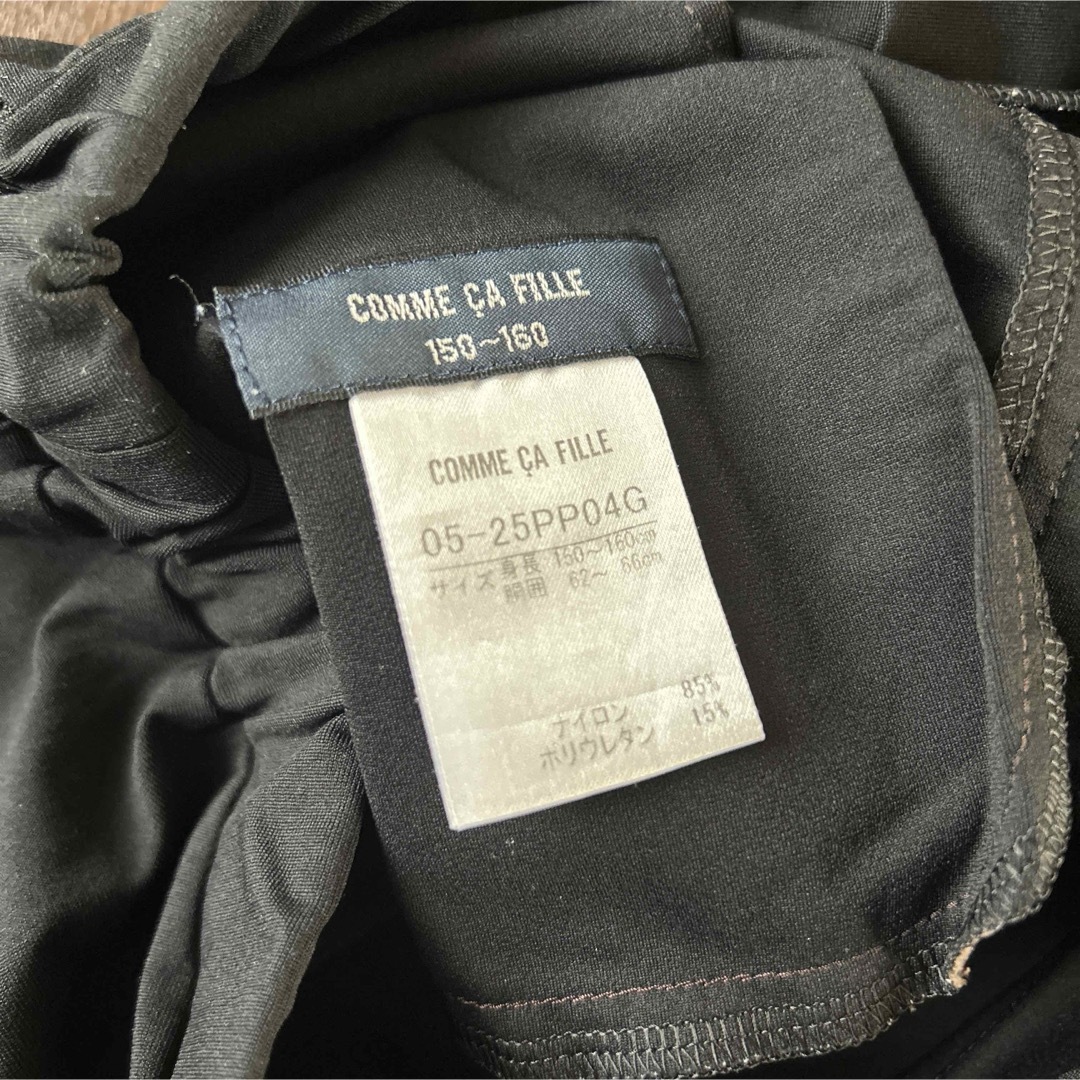 COMME ÇA FILLE
150~160
COMME ÇA FILLE
05-25PP04G
サイズ 身長 150~160cm
胴囲 62~ 66cm
ナイロン 85%
ポリウレタン 15%